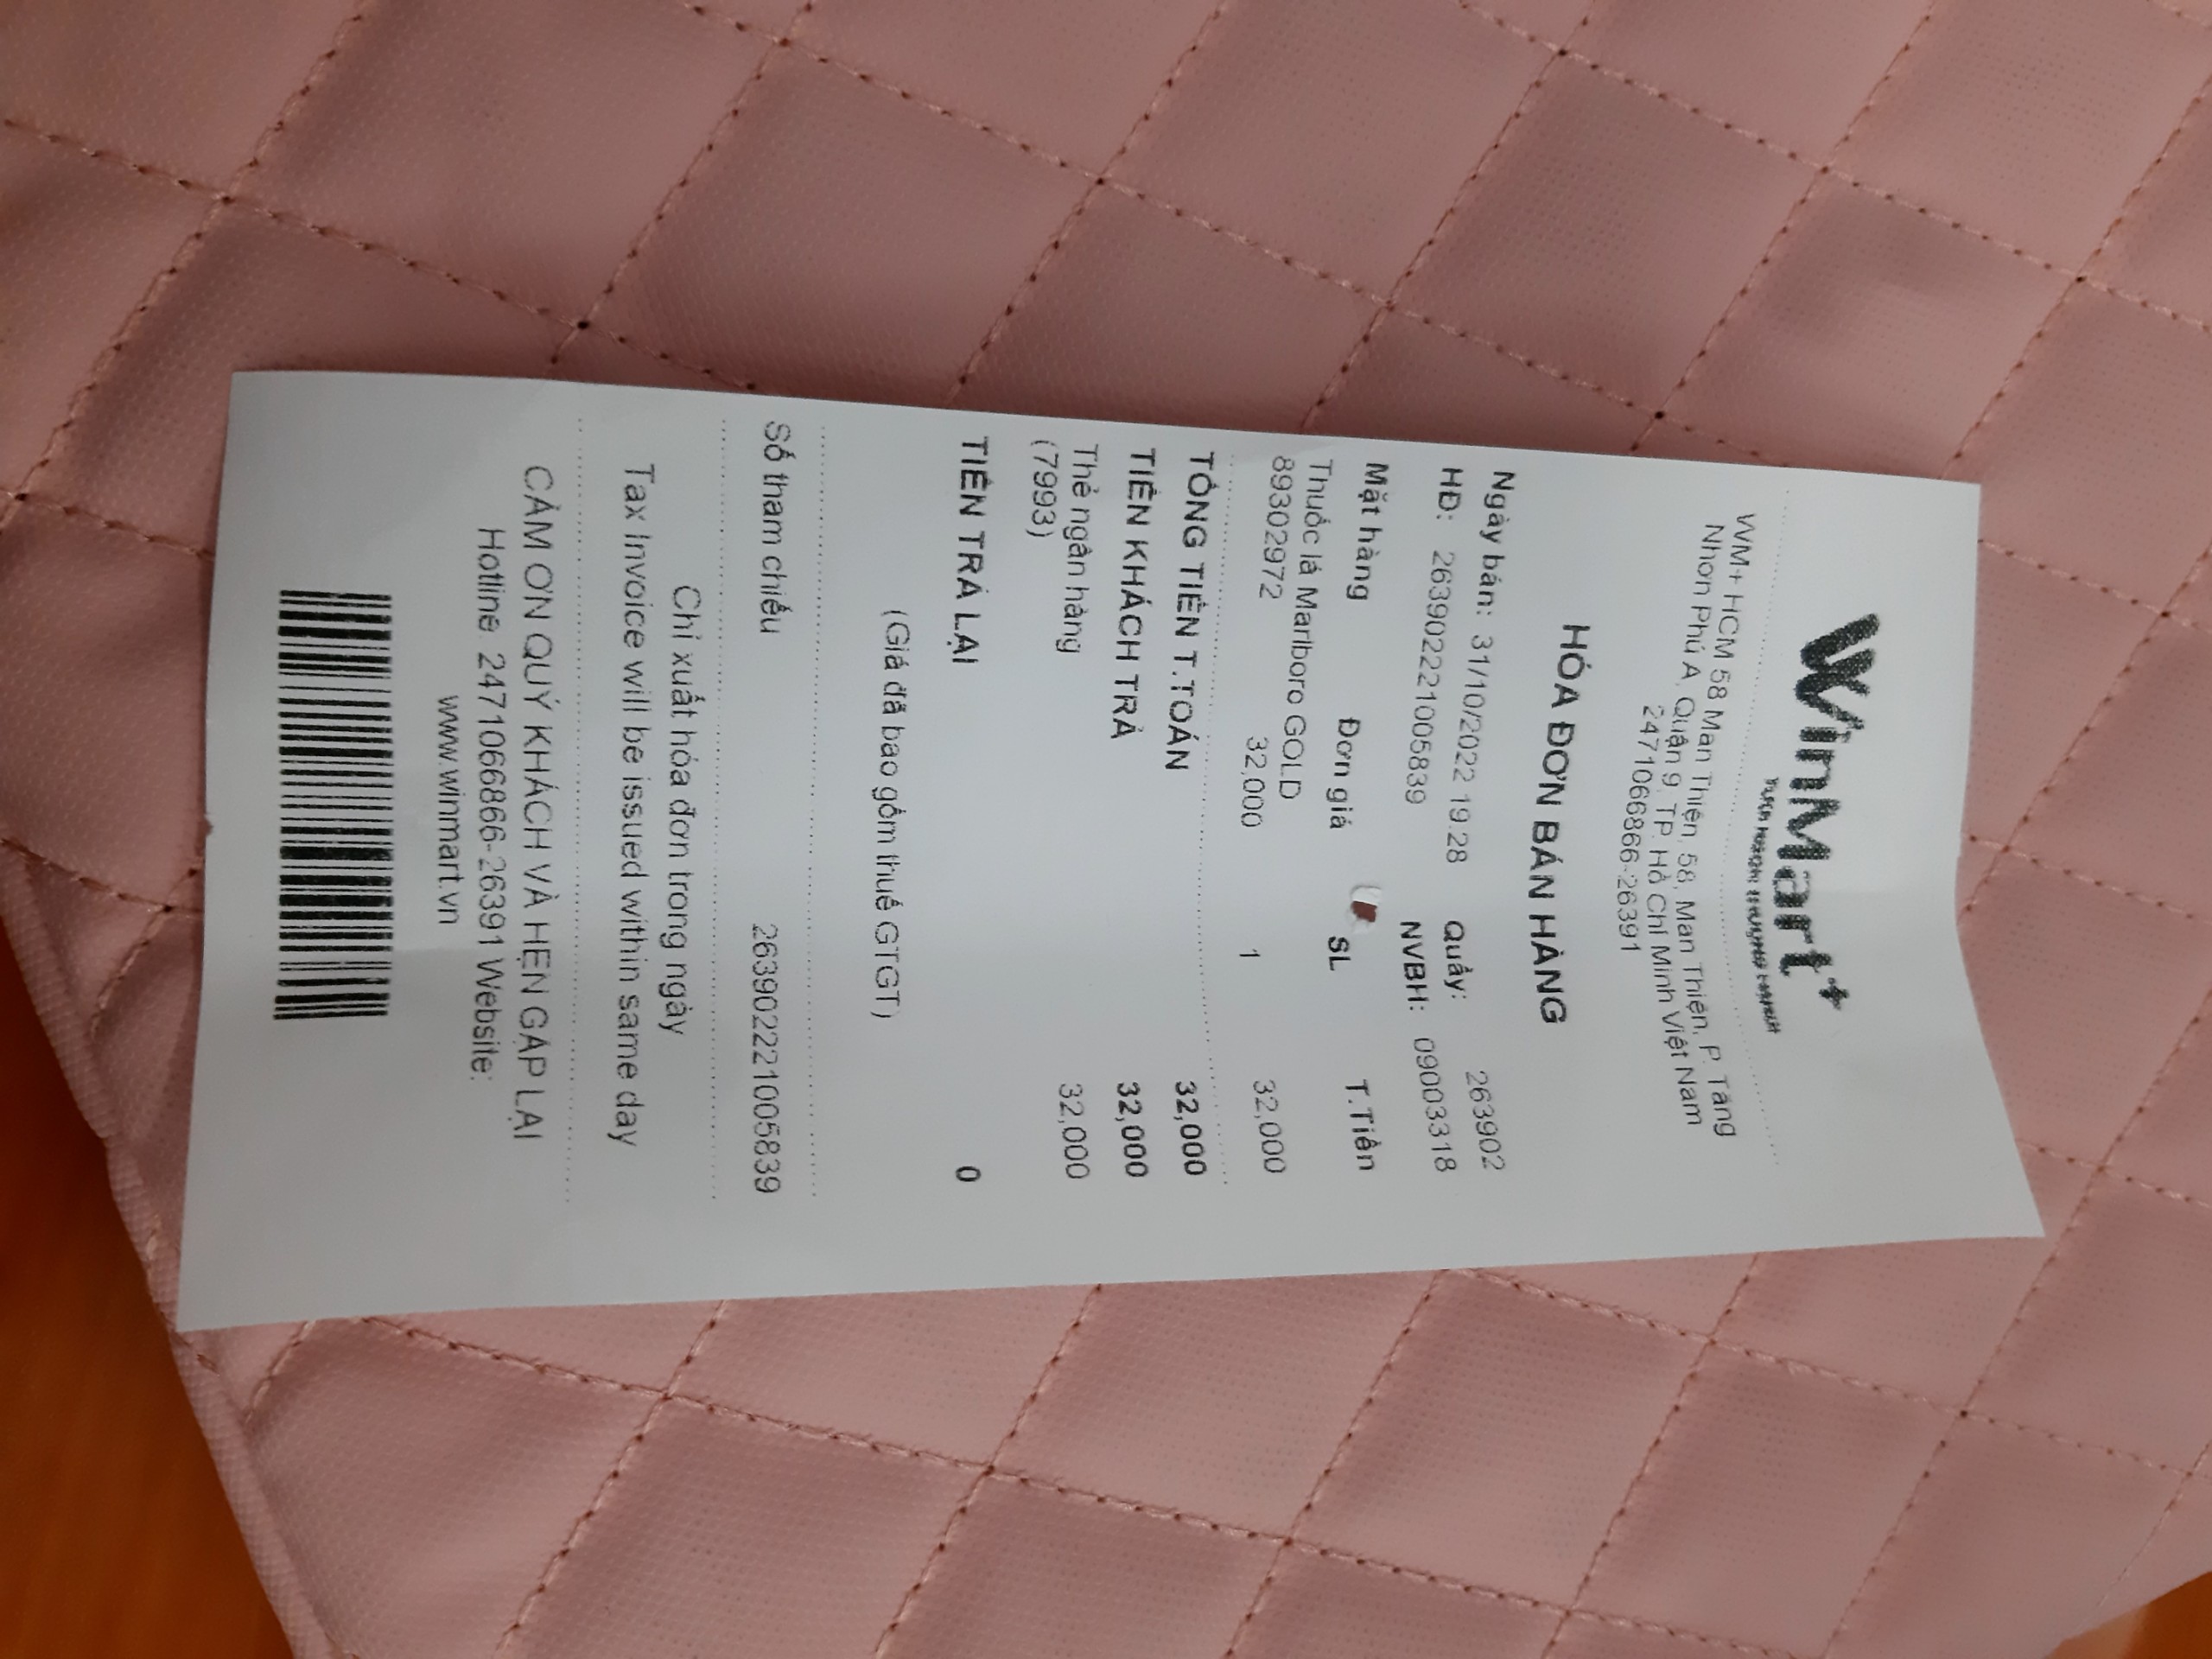 WinMart+
WM+ HCM 58 Man Thiện, 58, Man Thiện, P. Tăng
Nhơn Phú A, Quận 9, TP. Hồ Chí Minh Việt Nam
2471066866-26391
HÓA ĐƠN BÁN HÀNG
Ngày bán: 31/10/2022 19:28 Quầy: 263902
HĐ: 263902221005839 NVBH: 09003318
Mặt hàng Đơn giá SL T.Tiền
Thuốc lá Marlboro GOLD
89302972 32,000 1 32,000
TỔNG TIỀN T.TOÁN 32,000
TIỀN KHÁCH TRẢ 32,000
Thẻ ngân hàng 32,000
(7993)
TIỀN TRẢ LẠI 0
(Giá đã bao gồm thuế GTGT)
Số tham chiếu 263902221005839
Chỉ xuất hóa đơn trong ngày
Tax Invoice will be issued within same day
CẢM ƠN QUÝ KHÁCH VÀ HẸN GẶP LẠI
Hotline: 2471066866-26391 Website:
www.winmart.vn